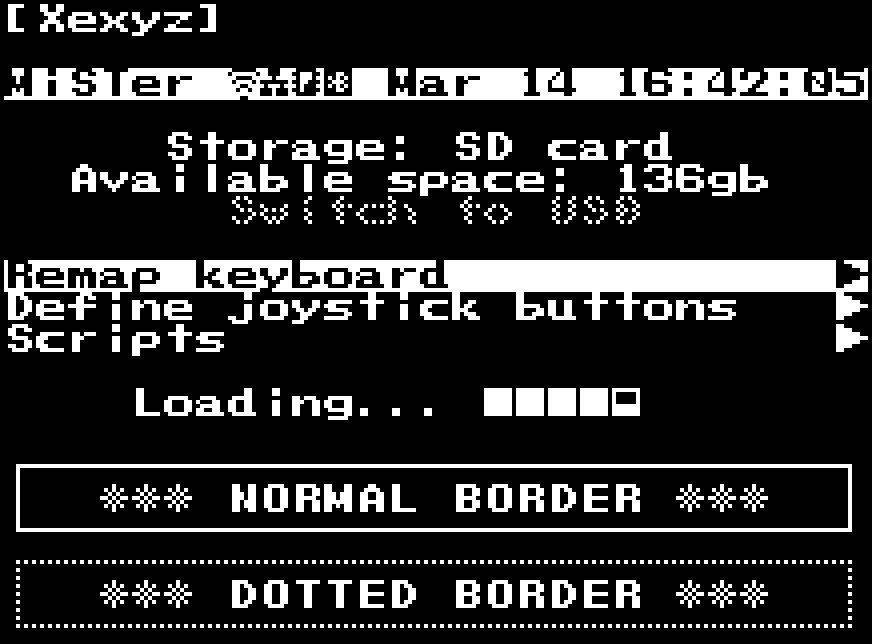 [Xexyz]
MiSTer Mar 14 16:42:05
Storage: SD card
Available space: 136gb
Switch to USB
Remap keyboard ►
Define joystick buttons ►
Scripts ►
Loading...
*** NORMAL BORDER ***
*** DOTTED BORDER ***